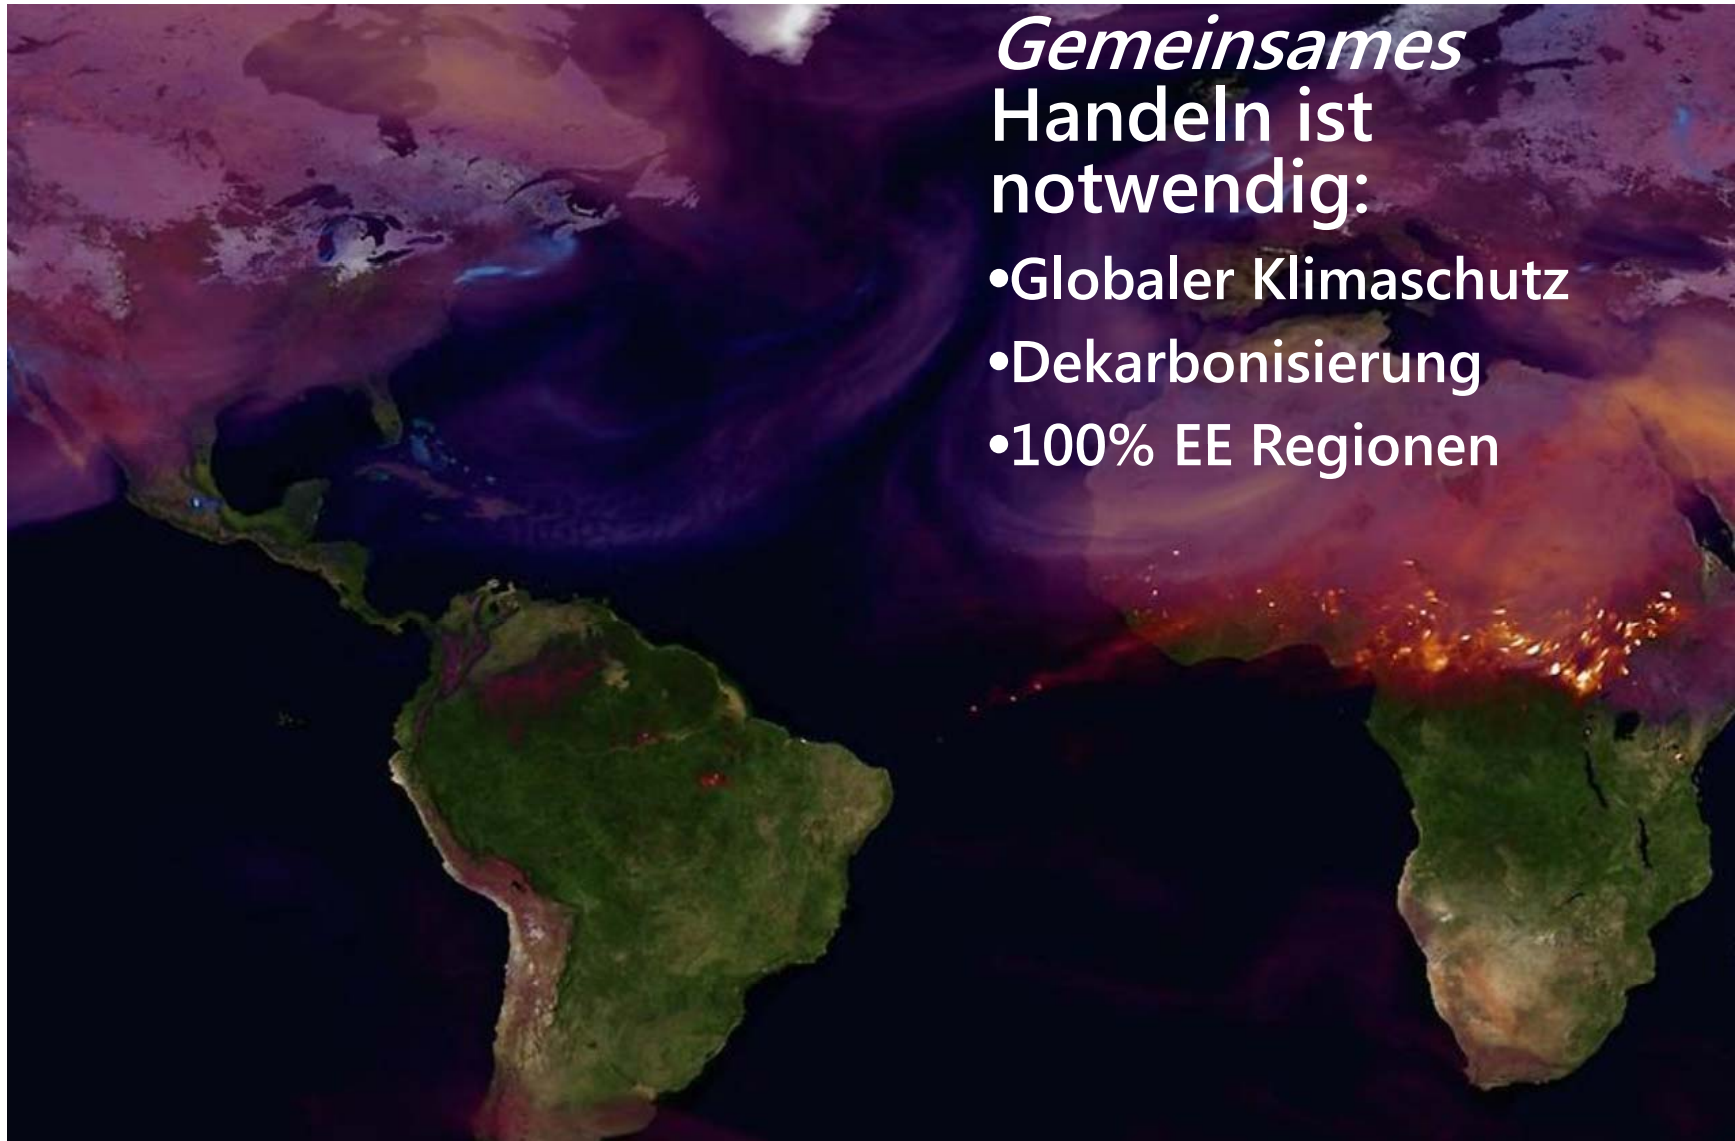 Gemeinsames
Handeln ist
notwendig:
•Globaler Klimaschutz
•Dekarbonisierung
•100% EE Regionen